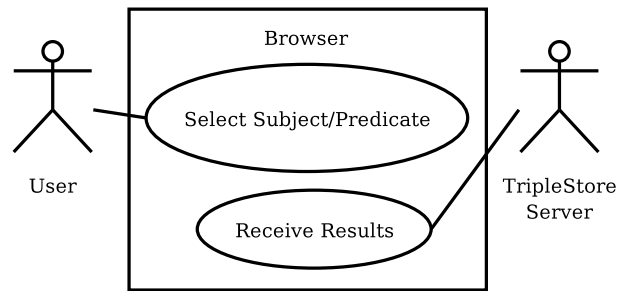 Browser
Select Subject/Predicate
User
TripleStore
Server
Receive Results